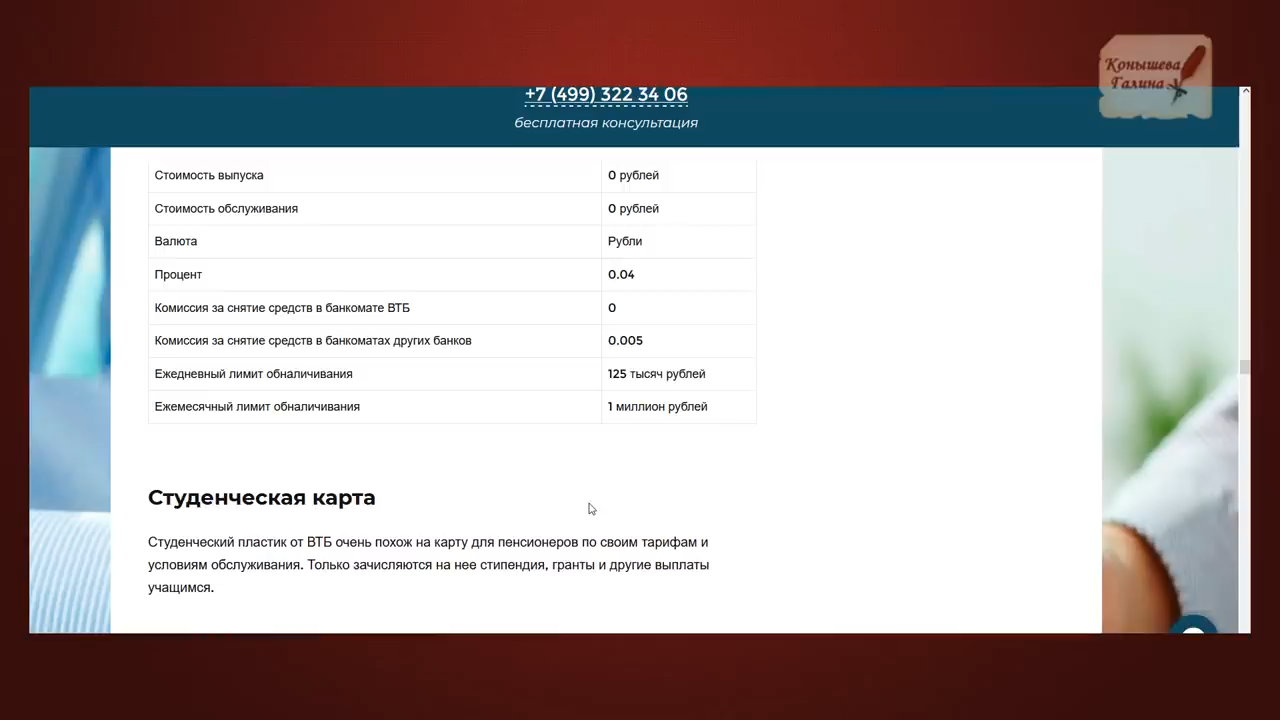 Конышева
Галина
+7 (499) 322 34 06
бесплатная консультация
Стоимость выпуска 0 рублей
Стоимость обслуживания 0 рублей
Валюта Рубли
Процент 0.04
Комиссия за снятие средств в банкомате ВТБ 0
Комиссия за снятие средств в банкоматах других банков 0.005
Ежедневный лимит обналичивания 125 тысяч рублей
Ежемесячный лимит обналичивания 1 миллион рублей
Студенческая карта
Студенческий пластик от ВТБ очень похож на карту для пенсионеров по своим тарифам и
условиям обслуживания. Только зачисляются на нее стипендия, гранты и другие выплаты
учащимся.